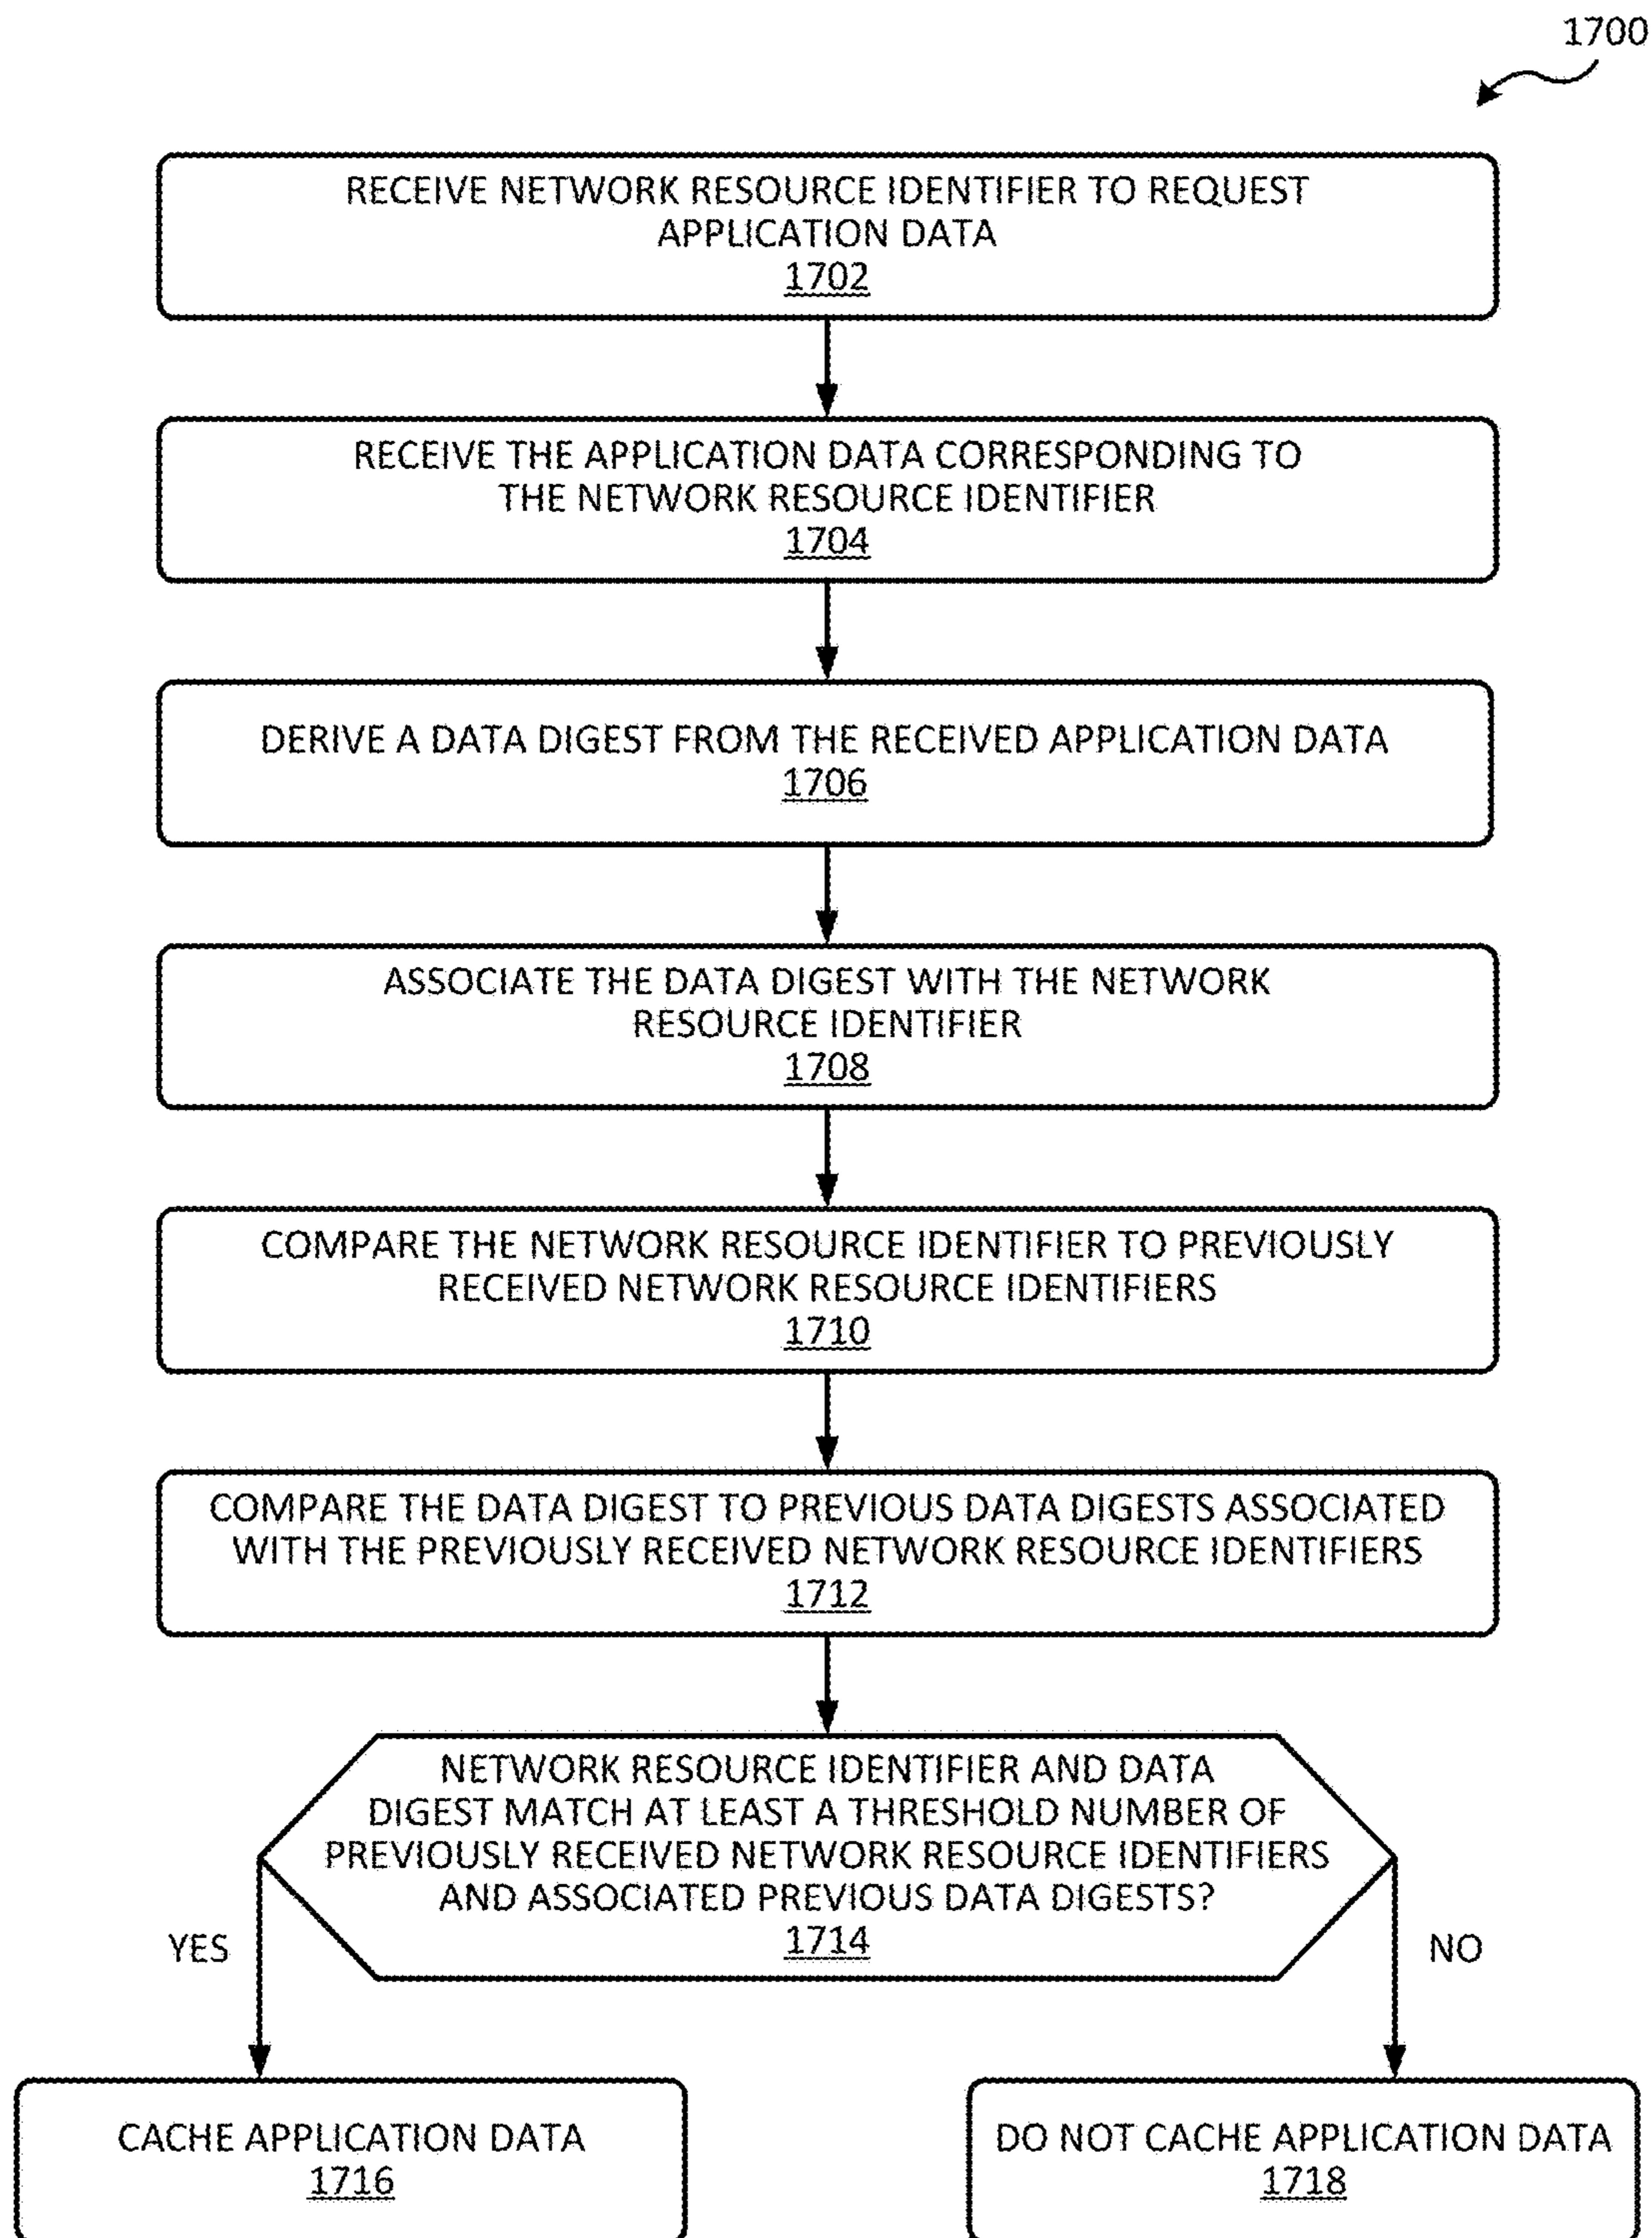 1700
RECEIVE NETWORK RESOURCE IDENTIFIER TO REQUEST
APPLICATION DATA
1702
RECEIVE THE APPLICATION DATA CORRESPONDING TO
THE NETWORK RESOURCE IDENTIFIER
1704
DERIVE A DATA DIGEST FROM THE RECEIVED APPLICATION DATA
1706
ASSOCIATE THE DATA DIGEST WITH THE NETWORK
RESOURCE IDENTIFIER
1708
COMPARE THE NETWORK RESOURCE IDENTIFIER TO PREVIOUSLY
RECEIVED NETWORK RESOURCE IDENTIFIERS
1710
COMPARE THE DATA DIGEST TO PREVIOUS DATA DIGESTS ASSOCIATED
WITH THE PREVIOUSLY RECEIVED NETWORK RESOURCE IDENTIFIERS
1712
NETWORK RESOURCE IDENTIFIER AND DATA
DIGEST MATCH AT LEAST A THRESHOLD NUMBER OF
PREVIOUSLY RECEIVED NETWORK RESOURCE IDENTIFIERS
AND ASSOCIATED PREVIOUS DATA DIGESTS?
1714
YES
NO
CACHE APPLICATION DATA
1716
DO NOT CACHE APPLICATION DATA
1718